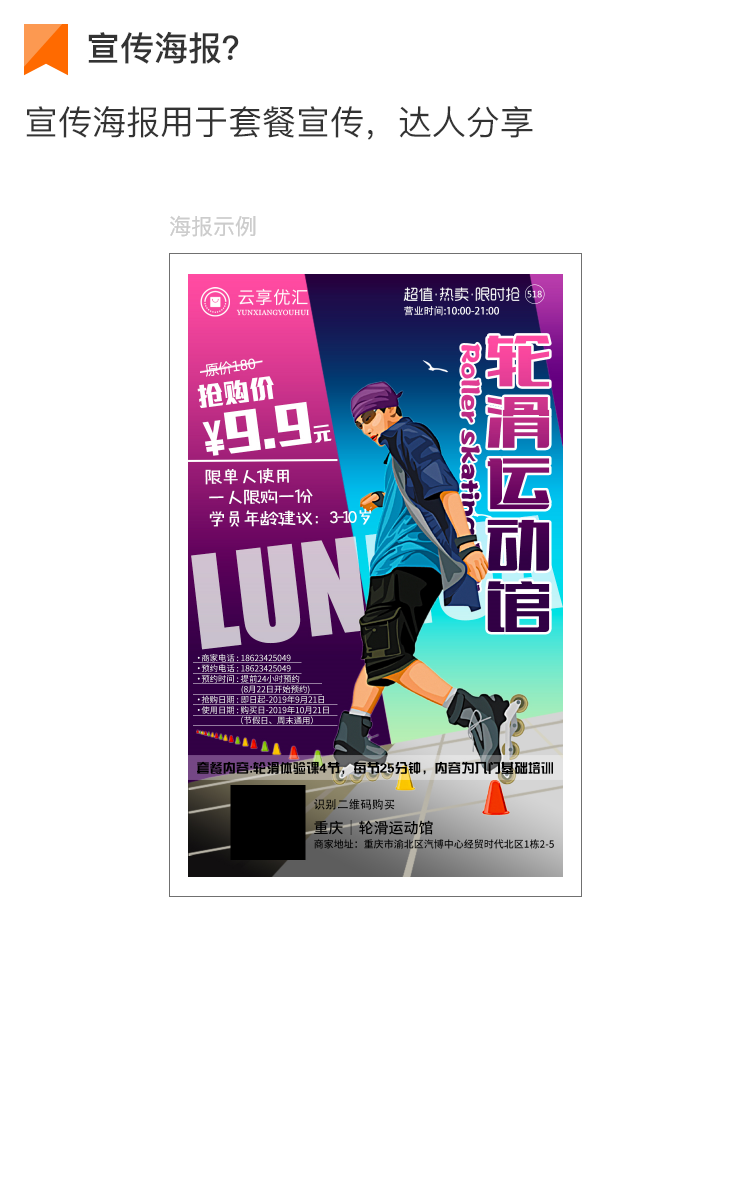 宣传海报?
宣传海报用于套餐宣传，达人分享
海报示例
云享优汇
YUNXIANGYOUHUI
超值·热卖·限时抢 518
营业时间:10:00-21:00
原价180
抢购价
¥9.9元
限单人使用
一人限购一份
学员年龄建议：3-10岁
轮滑运动馆
Roller skating
LUN
·商家电话：18623425049
·预约电话：18623425049
·预约时间：提前24小时预约
(8月22日开始预约)
·抢购日期：即日起-2019年9月21日
·使用日期：购买日-2019年10月21日
(节假日、周末通用)
套餐内容:轮滑体验课4节，每节25分钟，内容为入门基础培训
识别二维码购买
重庆｜轮滑运动馆
商家地址：重庆市渝北区汽博中心经贸时代北区1栋2-5